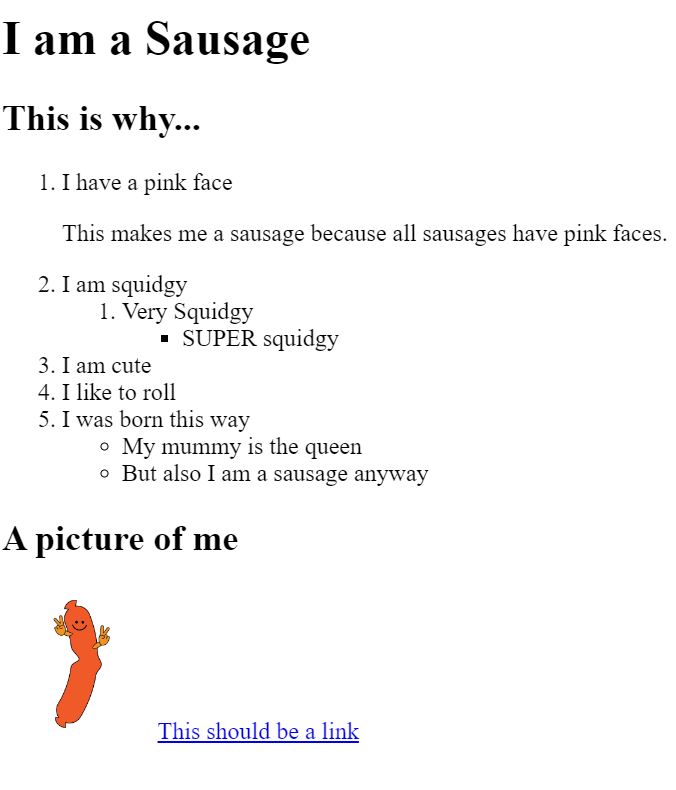 I am a Sausage
This is why...
1. I have a pink face
This makes me a sausage because all sausages have pink faces.
2. I am squidgy
1. Very Squidgy
▪ SUPER squidgy
3. I am cute
4. I like to roll
5. I was born this way
○ My mummy is the queen
○ But also I am a sausage anyway
A picture of me
This should be a link